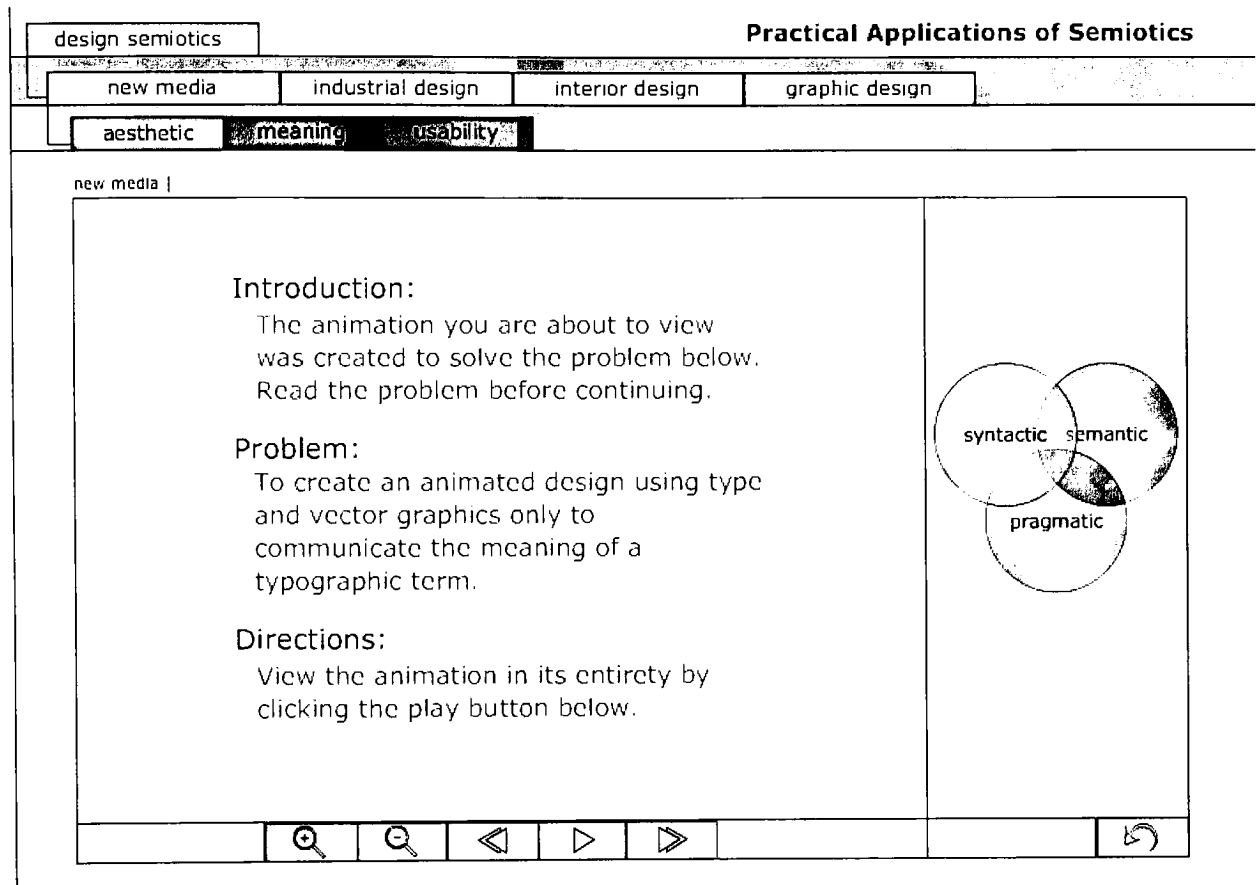 design semiotics
Practical Applications of Semiotics
new media
industrial design
interior design
graphic design
aesthetic
meaning
usability
new media |
Introduction:
The animation you are about to view
was created to solve the problem below.
Read the problem before continuing.
Problem:
To create an animated design using type
and vector graphics only to
communicate the meaning of a
typographic term.
Directions:
View the animation in its entirety by
clicking the play button below.
syntactic
semantic
pragmatic